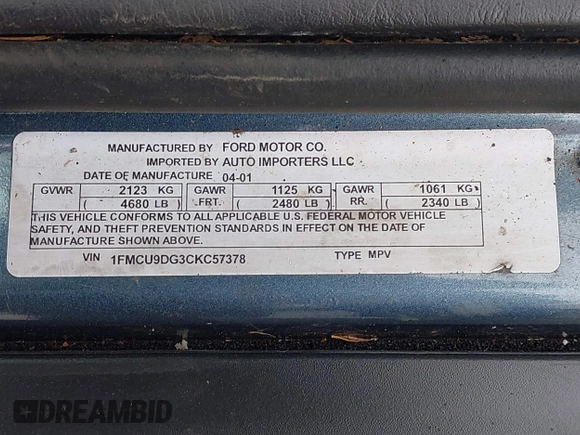 MANUFACTURED BY FORD MOTOR CO.
IMPORTED BY AUTO IMPORTERS LLC
DATE OF MANUFACTURE 04-01
GVWR 2123 KG GAWR 1125 KG GAWR 1061 KG
( 4680 LB ) FRT. ( 2480 LB ) RR. ( 2340 LB )
THIS VEHICLE CONFORMS TO ALL APPLICABLE U.S. FEDERAL MOTOR VEHICLE
SAFETY, AND THEFT PREVENTION STANDARDS IN EFFECT ON THE DATE OF
MANUFACTURE SHOWN ABOVE.
VIN 1FMCU9DG3CKC57378 TYPE MPV
DREAMBID